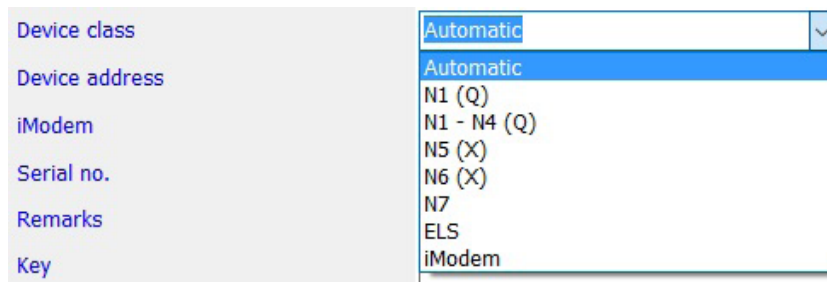 Device class
Automatic
Device address
Automatic
N1 (Q)
iModem
N1 - N4 (Q)
N5 (X)
Serial no.
N6 (X)
N7
Remarks
ELS
Key
iModem